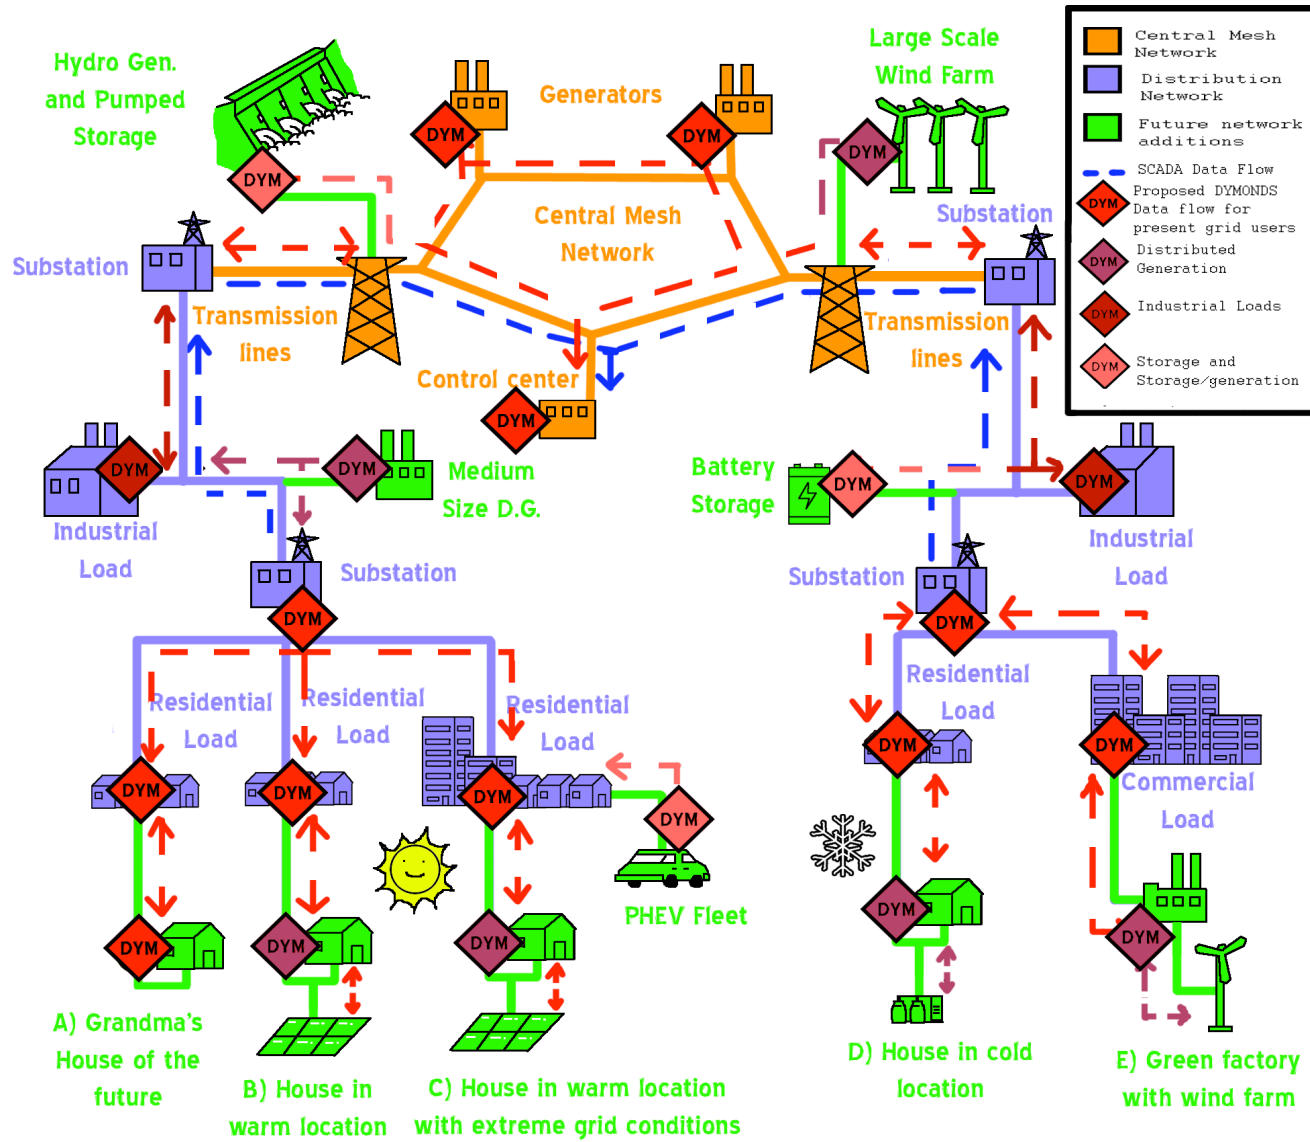 Hydro Gen.
and Pumped
Storage
DYM
DYM
Generators
DYM
Large Scale
Wind Farm
DYM
Central Mesh
Network
Substation
Substation
Transmission
lines
Transmission
lines
Control center
DYM
Central Mesh
Network
Distribution
Network
Future network
additions
SCADA Data Flow
DYM
Proposed DYMONDS
Data flow for
present grid users
DYM
Distributed
Generation
DYM
Industrial Loads
DYM
Storage and
Storage/generation
DYM
Industrial
Load
DYM
Medium
Size D.G.
Battery
Storage
DYM
DYM
Industrial
Load
Substation
DYM
Substation
DYM
Residential
Load
Residential
Load
Residential
Load
Residential
Load
DYM
DYM
DYM
DYM
PHEV Fleet
DYM
DYM
Commercial
Load
DYM
DYM
DYM
DYM
DYM
A) Grandma's
House of the
future
B) House in
warm location
C) House in warm location
with extreme grid conditions
D) House in cold
location
E) Green factory
with wind farm